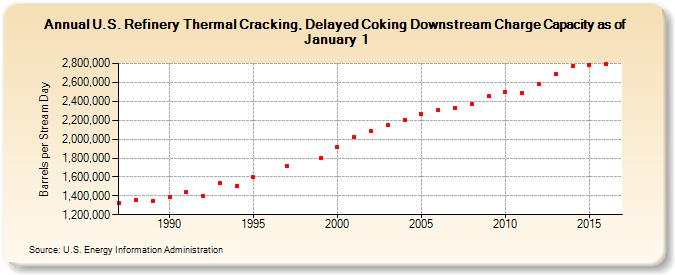 Annual U.S. Refinery Thermal Cracking, Delayed Coking Downstream Charge Capacity as of
January 1
Barrels per Stream Day
2,800,000
2,600,000
2,400,000
2,200,000
2,000,000
1,800,000
1,600,000
1,400,000
1,200,000
1990 1995 2000 2005 2010 2015
Source: U.S. Energy Information Administration